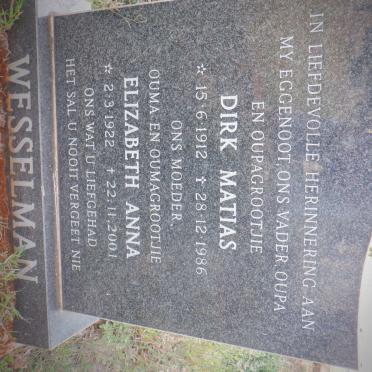 IN LIEFDEVOLLE HERINNERING AAN
MY EGGENOOT, ONS VADER OUPA
EN OUPAGROOTJIE
DIRK MATIAS
☆ 15·6·1912 ✝ 28·12·1986
ONS MOEDER,
OUMA EN OUMAGROOTJIE
ELIZABETH ANNA
☆ 2·3·1922 ✝ 22·11·2001
ONS WAT U LIEFGEHAD
HET SAL U NOOIT VERGEET NIE
WESSELMAN